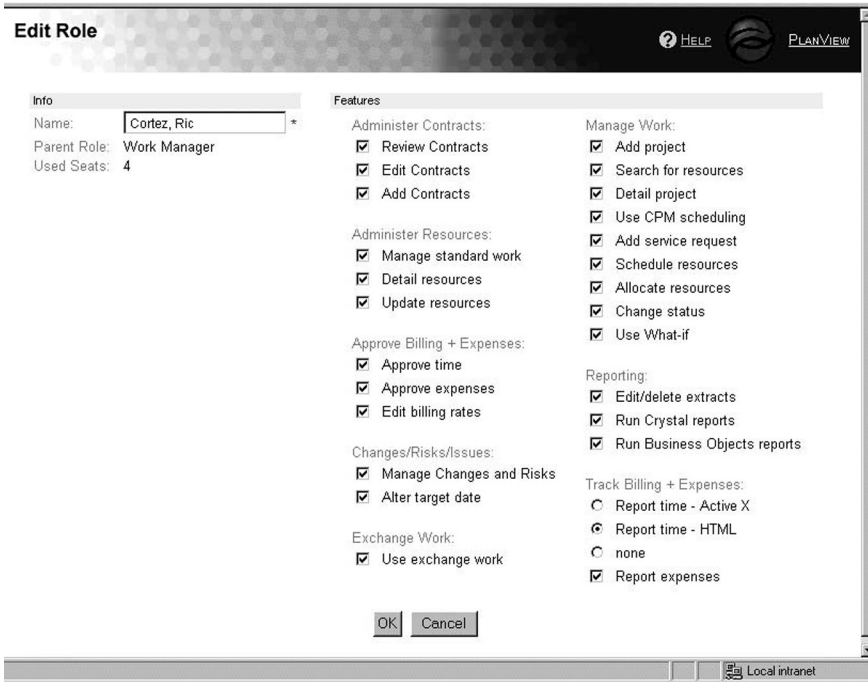 Edit Role
HELP
PLANVIEW
Info
Name: Cortez, Ric *
Parent Role: Work Manager
Used Seats: 4
Features
Administer Contracts:
Review Contracts
Edit Contracts
Add Contracts
Administer Resources:
Manage standard work
Detail resources
Update resources
Approve Billing + Expenses:
Approve time
Approve expenses
Edit billing rates
Changes/Risks/Issues:
Manage Changes and Risks
Alter target date
Exchange Work:
Use exchange work
Manage Work:
Add project
Search for resources
Detail project
Use CPM scheduling
Add service request
Schedule resources
Allocate resources
Change status
Use What-if
Reporting:
Edit/delete extracts
Run Crystal reports
Run Business Objects reports
Track Billing + Expenses:
Report time - Active X
Report time - HTML
none
Report expenses
OK
Cancel
Local intranet